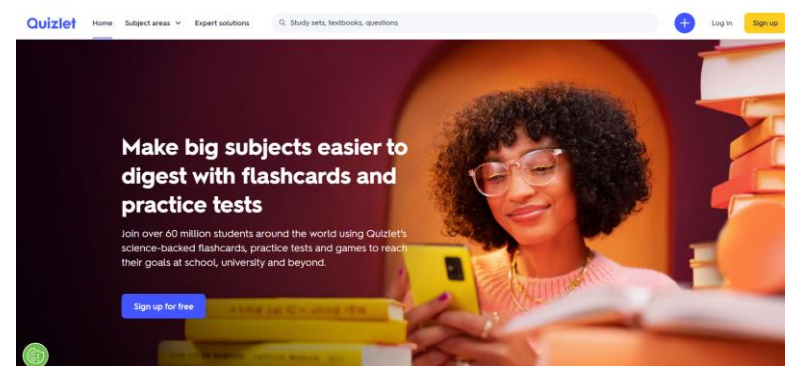 Quizlet Home Subject areas Expert solutions Study sets, textbooks, questions Log in Sign up
Make big subjects easier to
digest with flashcards and
practice tests
Join over 60 million students around the world using Quizlet's
science-backed flashcards, practice tests and games to reach
their goals at school, university and beyond.
Sign up for free